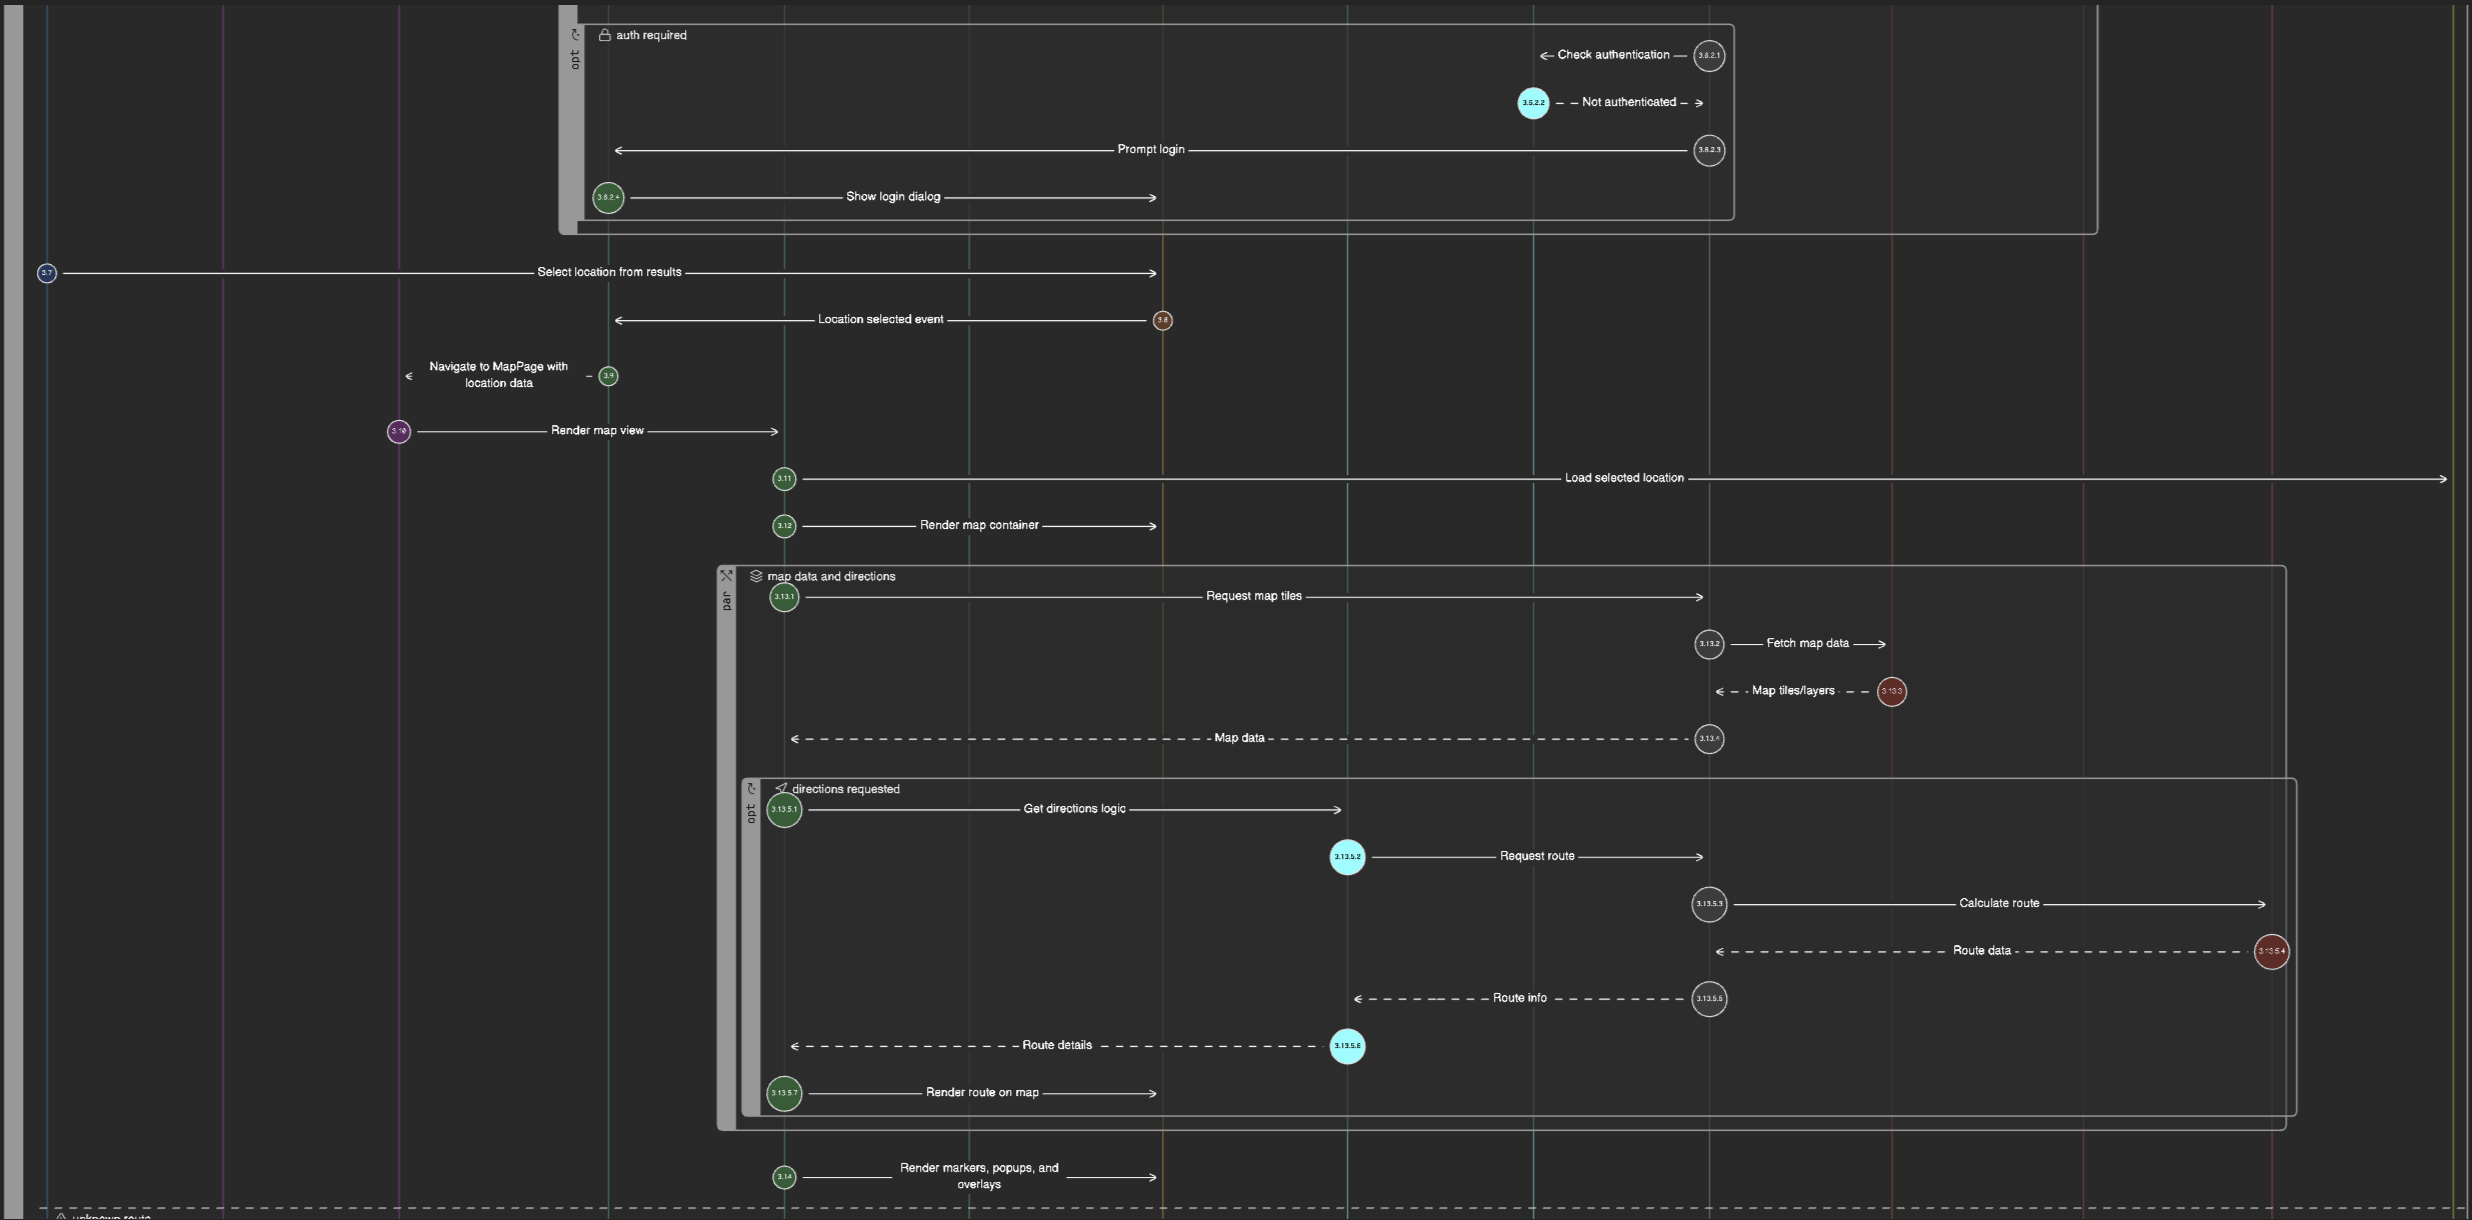 opt
auth required
3.6.2.1
Check authentication
3.6.2.2
Not authenticated
3.6.2.3
Prompt login
3.6.2.4
Show login dialog
3.7
Select location from results
3.8
Location selected event
3.9
Navigate to MapPage with
location data
3.10
Render map view
3.11
Load selected location
3.12
Render map container
par
map data and directions
3.13.1
Request map tiles
3.13.2
Fetch map data
3.13.3
Map tiles/layers
3.13.4
Map data
opt
directions requested
3.13.5.1
Get directions logic
3.13.5.2
Request route
3.13.5.3
Calculate route
3.13.5.4
Route data
3.13.5.5
Route info
3.13.5.6
Route details
3.13.5.7
Render route on map
3.14
Render markers, popups, and
overlays
unknown route